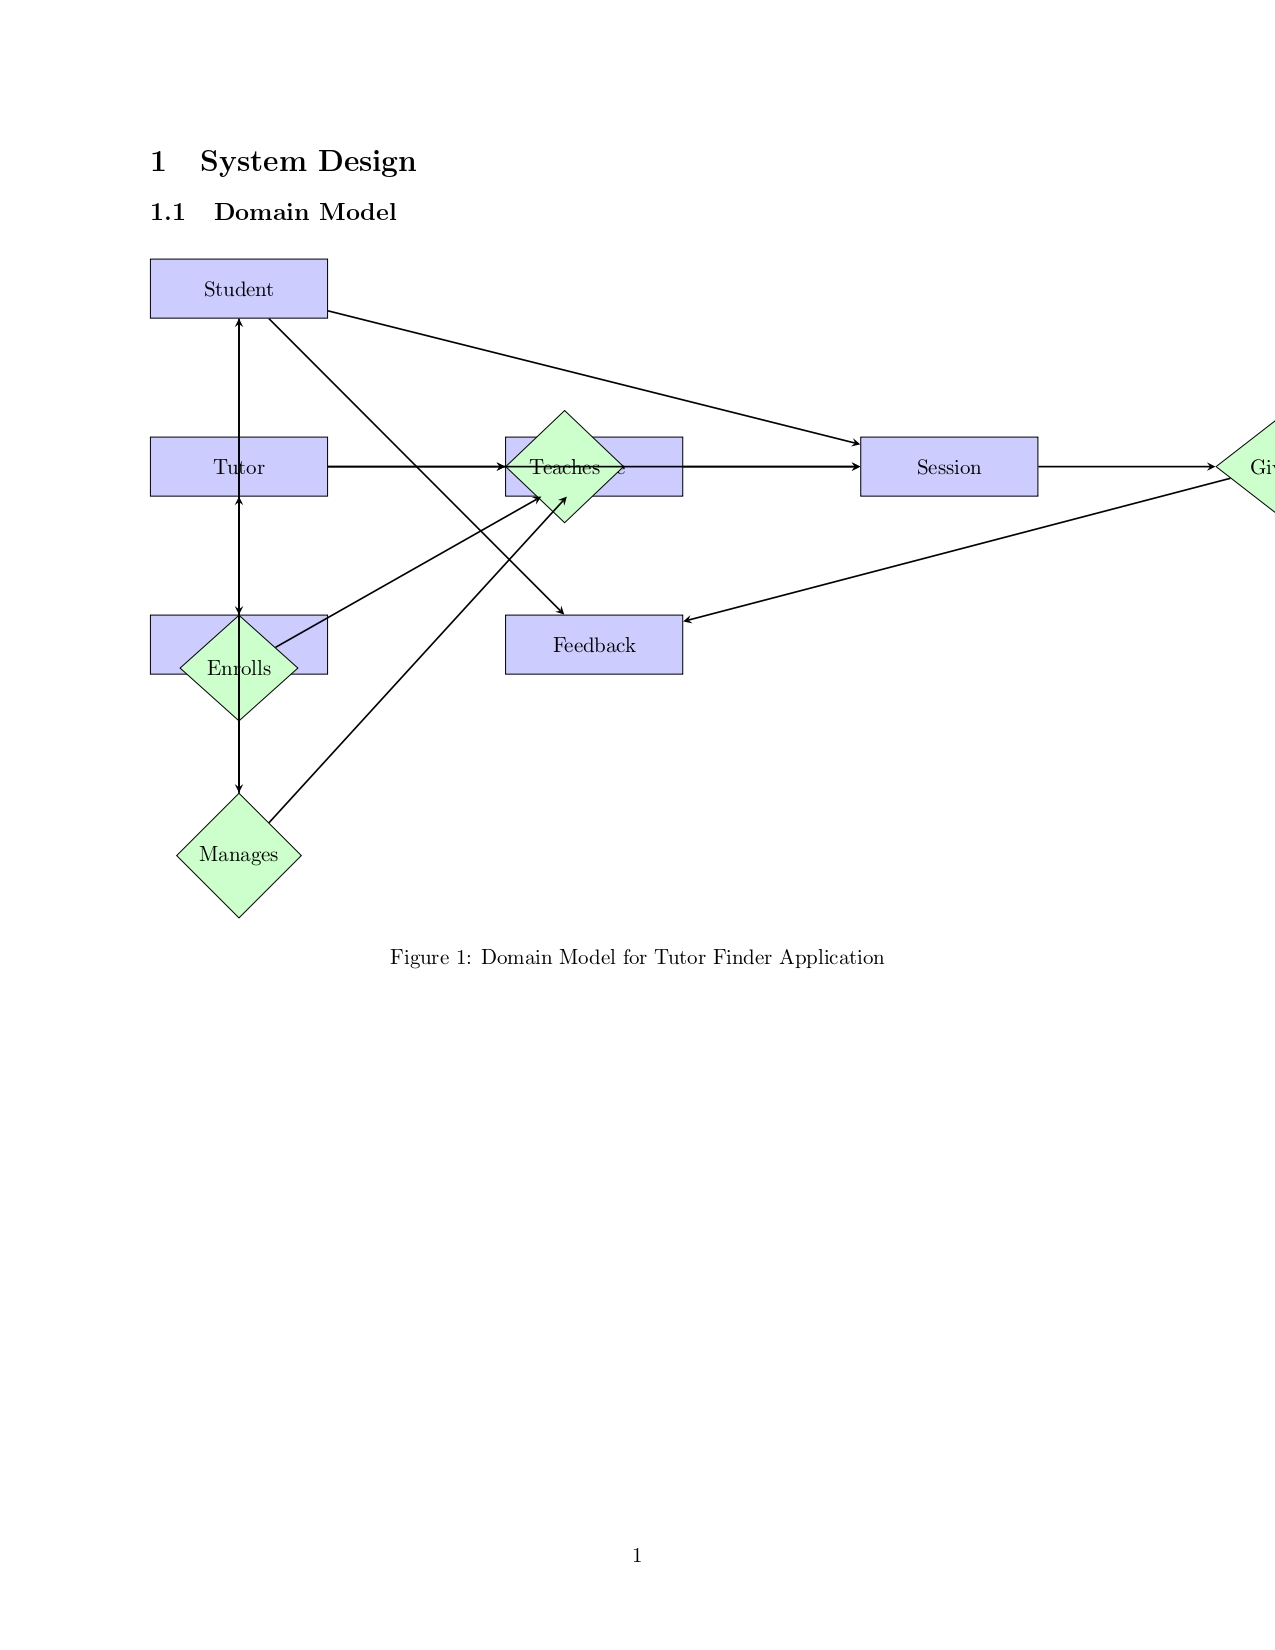 1 System Design
1.1 Domain Model
Student
Tutor
Teaches
Session
Enrolls
Feedback
Manages
Figure 1: Domain Model for Tutor Finder Application
1